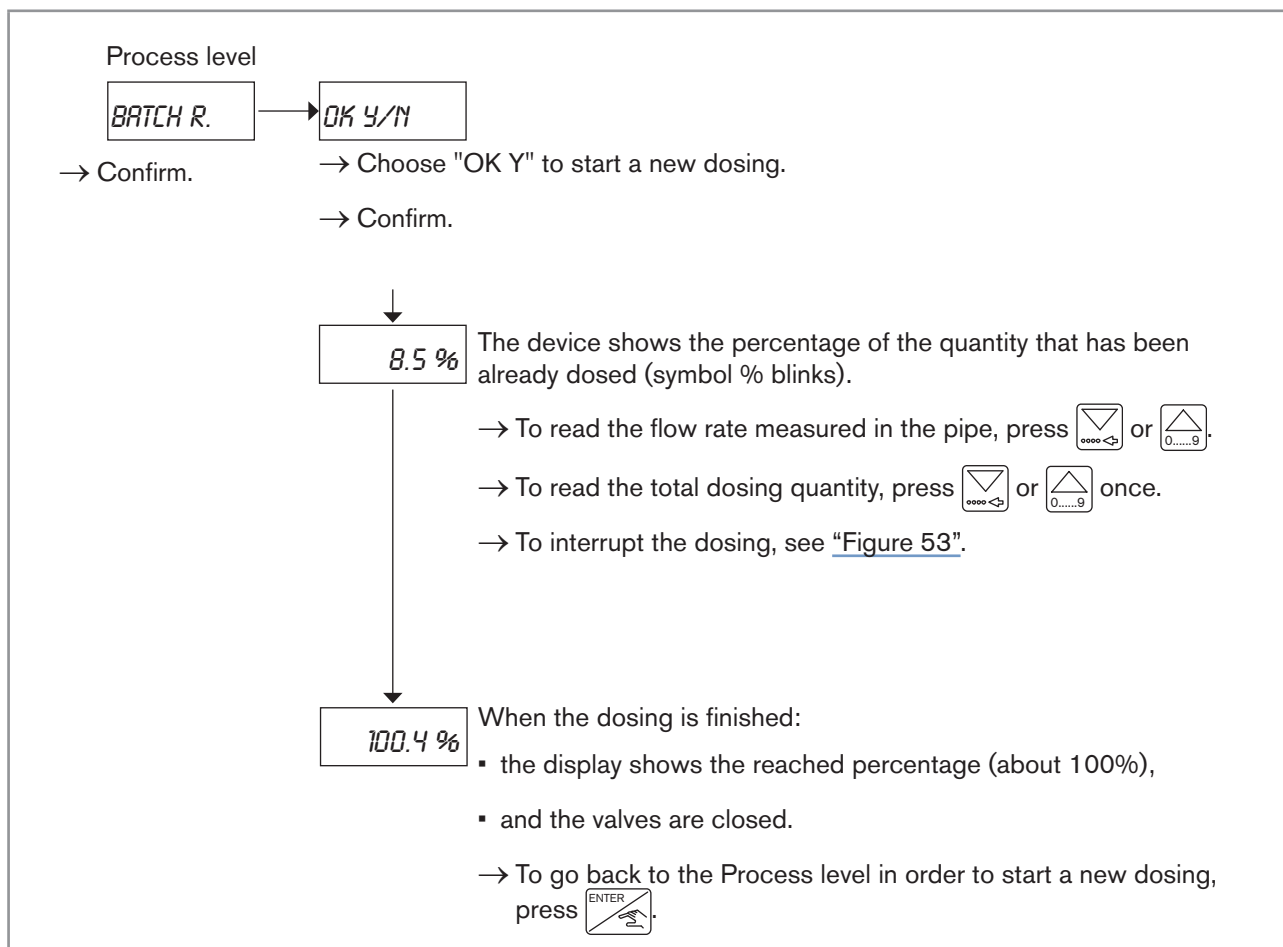 Process level
BATCH R.
OK Y/N
→ Confirm.
→ Choose "OK Y" to start a new dosing.
→ Confirm.
8.5 %
The device shows the percentage of the quantity that has been
already dosed (symbol % blinks).
→ To read the flow rate measured in the pipe, press 0......9 or 0......9.
→ To read the total dosing quantity, press or 0......9 once.
→ To interrupt the dosing, see “Figure 53”.
100.4 %
When the dosing is finished:
▪ the display shows the reached percentage (about 100%),
▪ and the valves are closed.
→ To go back to the Process level in order to start a new dosing,
press ENTER.